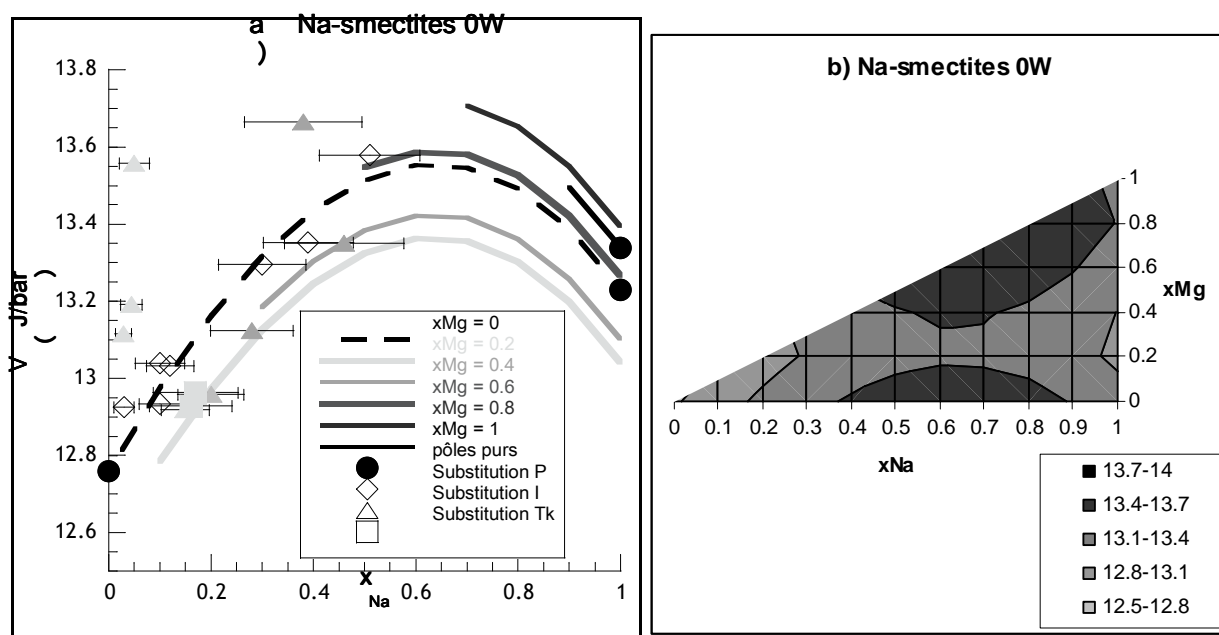 a
)
Na-smectites 0W
13.8
13.6
13.4
13.2
13
12.8
12.6
V
(
J/bar
)
xMg = 0
xMg = 0.2
xMg = 0.4
xMg = 0.6
xMg = 0.8
xMg = 1
pôles purs
Substitution P
Substitution I
Substitution Tk
0 0.2 0.4 0.6 0.8 1
x
Na
b) Na-smectites 0W
1
0.8
0.6
xMg
0.4
0.2
0
0 0.1 0.2 0.3 0.4 0.5 0.6 0.7 0.8 0.9 1
xNa
13.7-14
13.4-13.7
13.1-13.4
12.8-13.1
12.5-12.8